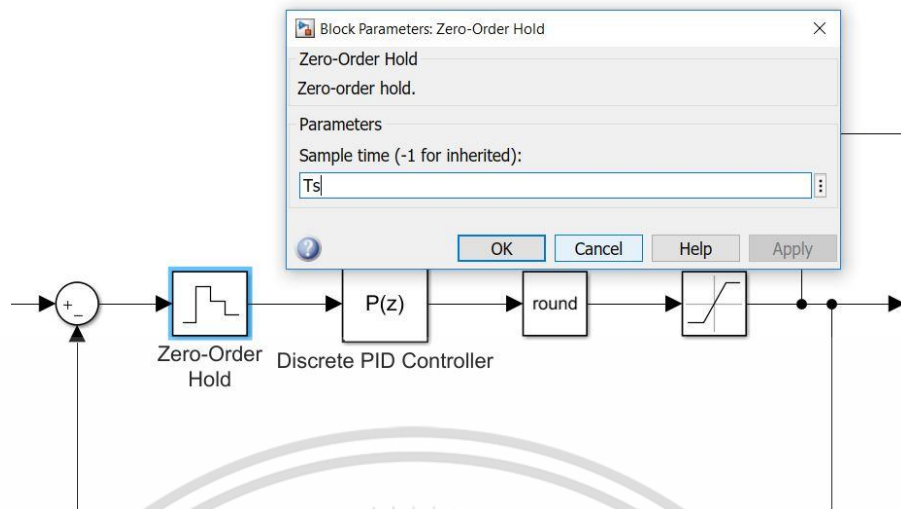 Block Parameters: Zero-Order Hold
Zero-Order Hold
Zero-order hold.
Parameters
Sample time (-1 for inherited):
Ts
OK Cancel Help Apply
+
−
P(z)
round
Zero-Order
Hold
Discrete PID Controller